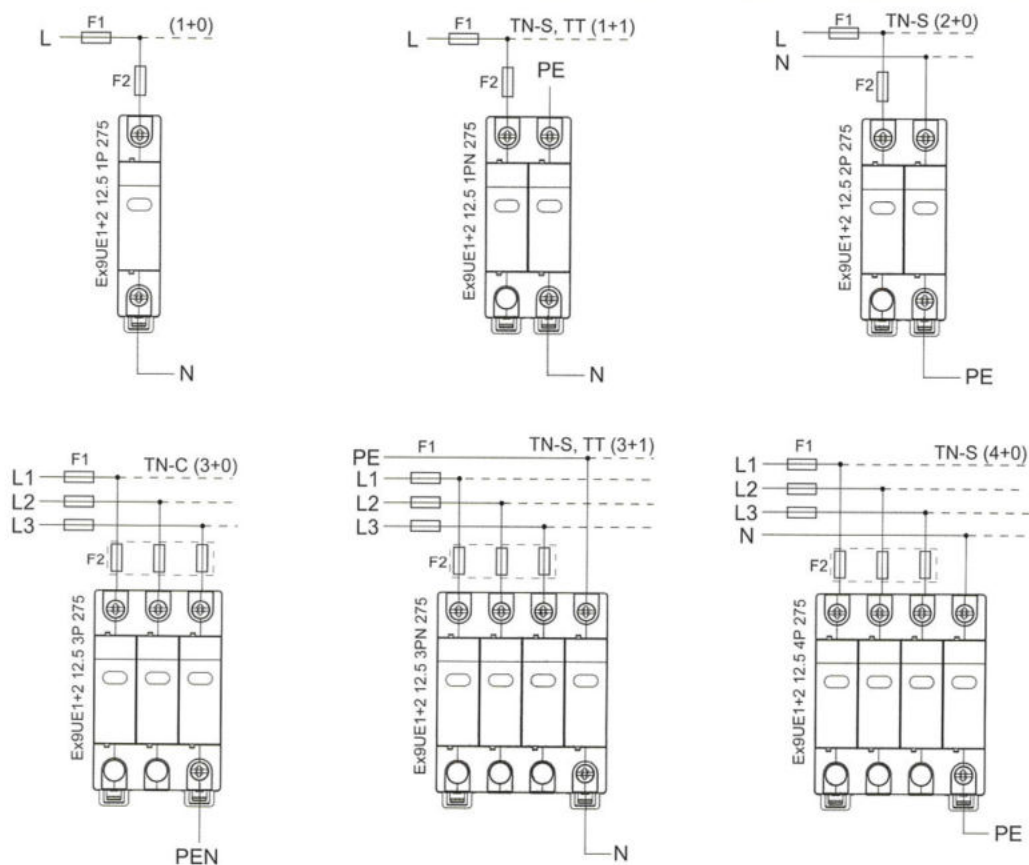 F1
L
(1+0)
F2
Ex9UE1+2 12.5 1P 275
N
F1
TN-S, TT (1+1)
L
PE
F2
Ex9UE1+2 12.5 1PN 275
N
F1
TN-S (2+0)
L
N
F2
Ex9UE1+2 12.5 2P 275
PE
F1
TN-C (3+0)
L1
L2
L3
F2
Ex9UE1+2 12.5 3P 275
PEN
F1
TN-S, TT (3+1)
PE
L1
L2
L3
F2
Ex9UE1+2 12.5 3PN 275
N
F1
TN-S (4+0)
L1
L2
L3
N
F2
Ex9UE1+2 12.5 4P 275
PE